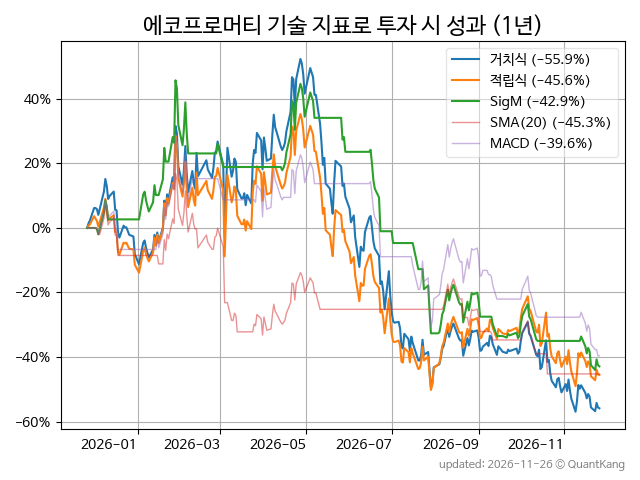 에코프로머티 기술 지표로 투자 시 성과 (1년)
거치식 (−55.9%)
적립식 (−45.6%)
SigM (−42.9%)
SMA(20) (−45.3%)
MACD (−39.6%)
40%
20%
0%
−20%
−40%
−60%
2026-01 2026-03 2026-05 2026-07 2026-09 2026-11
updated: 2026-11-26 © QuantKang